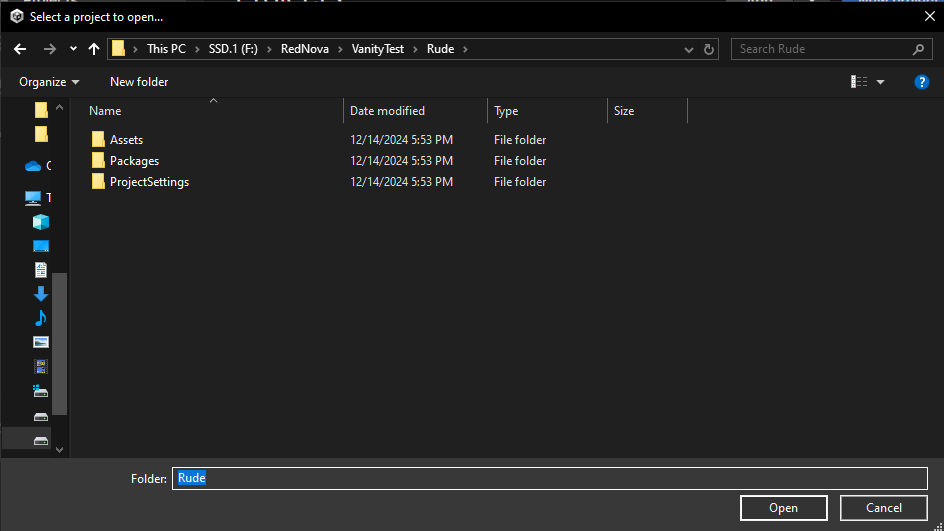 Select a project to open...
This PC > SSD.1 (F:) > RedNova > VanityTest > Rude >
Search Rude
Organize New folder
Name Date modified Type Size
Assets 12/14/2024 5:53 PM File folder
Packages 12/14/2024 5:53 PM File folder
ProjectSettings 12/14/2024 5:53 PM File folder
Folder: Rude
Open Cancel